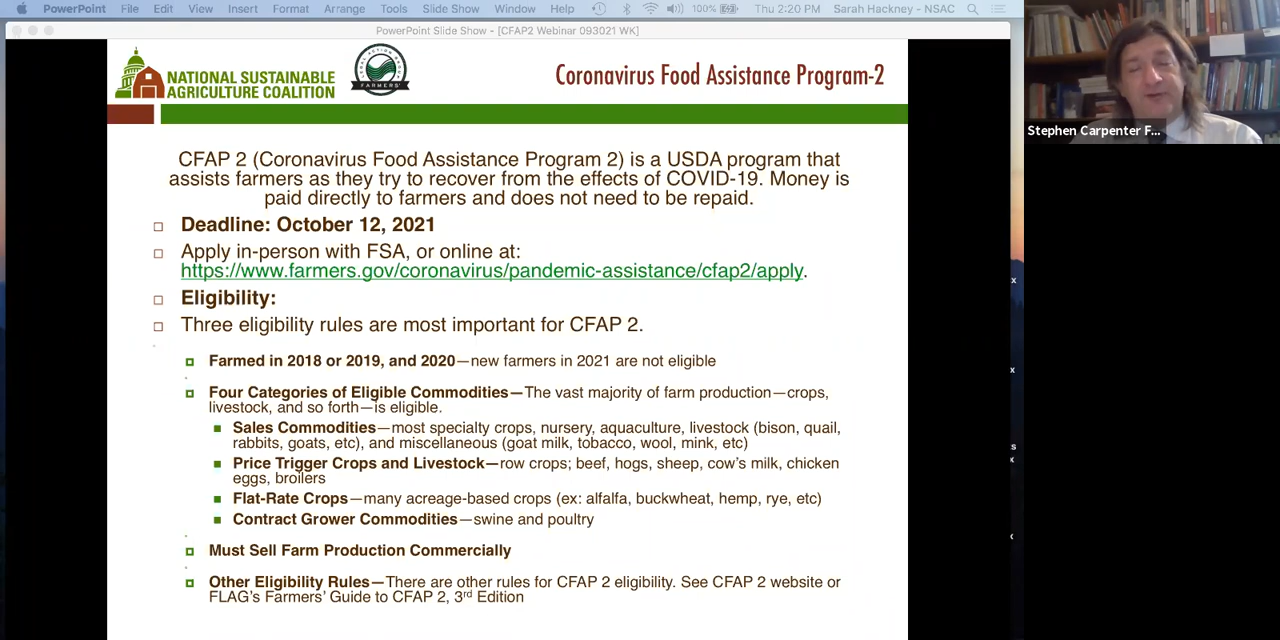 PowerPoint File Edit View Insert Format Arrange Tools Slide Show Window Help 100% Thu 2:20 PM Sarah Hackney - NSAC
PowerPoint Slide Show - [CFAP2 Webinar 093021 WK]
NATIONAL SUSTAINABLE
AGRICULTURE COALITION
FARMERS'
Coronavirus Food Assistance Program-2
Stephen Carpenter F...
CFAP 2 (Coronavirus Food Assistance Program 2) is a USDA program that
assists farmers as they try to recover from the effects of COVID-19. Money is
paid directly to farmers and does not need to be repaid.
Deadline: October 12, 2021
Apply in-person with FSA, or online at:
https://www.farmers.gov/coronavirus/pandemic-assistance/cfap2/apply.
Eligibility:
Three eligibility rules are most important for CFAP 2.
Farmed in 2018 or 2019, and 2020—new farmers in 2021 are not eligible
Four Categories of Eligible Commodities—The vast majority of farm production—crops,
livestock, and so forth—is eligible.
Sales Commodities—most specialty crops, nursery, aquaculture, livestock (bison, quail,
rabbits, goats, etc), and miscellaneous (goat milk, tobacco, wool, mink, etc)
Price Trigger Crops and Livestock—row crops; beef, hogs, sheep, cow's milk, chicken
eggs, broilers
Flat-Rate Crops—many acreage-based crops (ex: alfalfa, buckwheat, hemp, rye, etc)
Contract Grower Commodities—swine and poultry
Must Sell Farm Production Commercially
Other Eligibility Rules—There are other rules for CFAP 2 eligibility. See CFAP 2 website or
FLAG's Farmers' Guide to CFAP 2, 3rd Edition